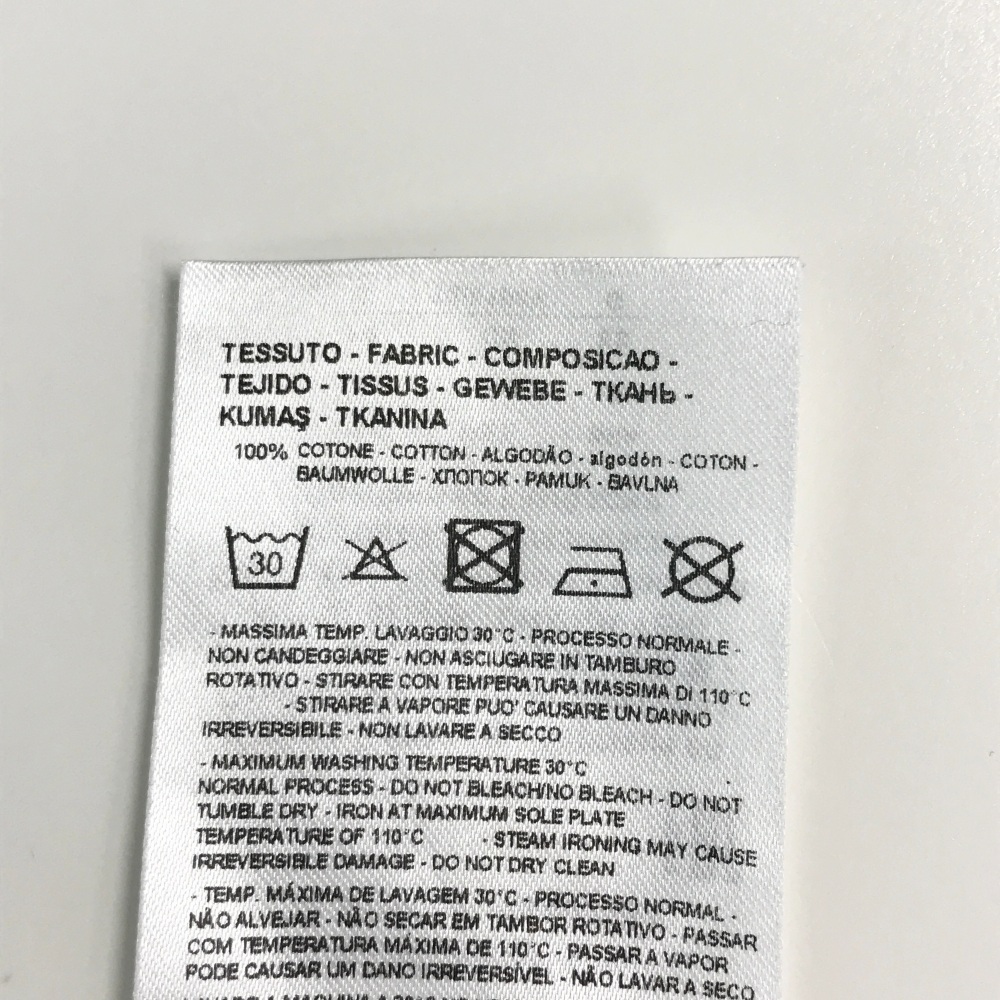 TESSUTO - FABRIC - COMPOSICAO -
TEJIDO - TISSUS - GEWEBE - ТКАНЬ -
KUMAŞ - TKANINA
100% COTONE - COTTON - ALGODÃO - algodón - COTON -
BAUMWOLLE - ХЛОПОК - PAMUK - BAVLNA
30
- MASSIMA TEMP. LAVAGGIO 30°C - PROCESSO NORMALE -
NON CANDEGGIARE - NON ASCIUGARE IN TAMBURO
ROTATIVO - STIRARE CON TEMPERATURA MASSIMA DI 110°C
- STIRARE A VAPORE PUO' CAUSARE UN DANNO
IRREVERSIBILE - NON LAVARE A SECCO
- MAXIMUM WASHING TEMPERATURE 30°C
NORMAL PROCESS - DO NOT BLEACH/NO BLEACH - DO NOT
TUMBLE DRY - IRON AT MAXIMUM SOLE PLATE
TEMPERATURE OF 110°C - STEAM IRONING MAY CAUSE
IRREVERSIBLE DAMAGE - DO NOT DRY CLEAN
- TEMP. MÁXIMA DE LAVAGEM 30°C - PROCESSO NORMAL -
NÃO ALVEJAR - NÃO SECAR EM TAMBOR ROTATIVO - PASSAR
COM TEMPERATURA MÁXIMA DE 110°C - PASSAR A VAPOR
PODE CAUSAR UM DANO IRREVERSÍVEL - NÃO LAVAR A SECO